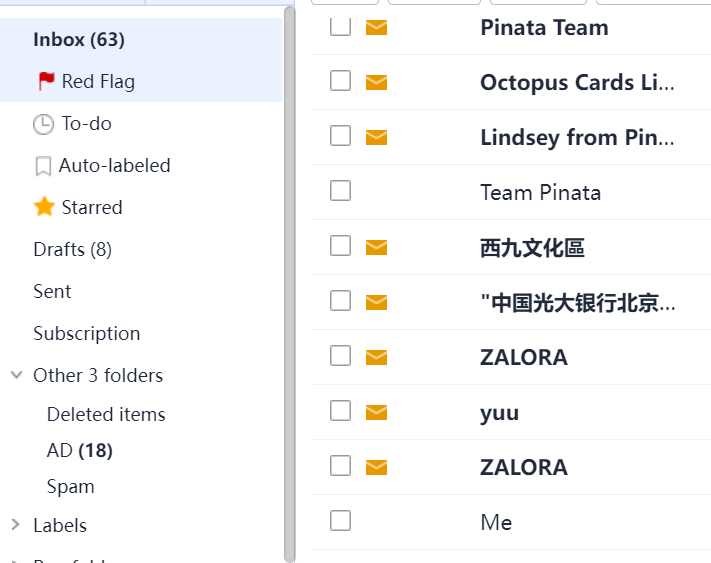 Inbox (63)
Red Flag
To-do
Auto-labeled
Starred
Drafts (8)
Sent
Subscription
Other 3 folders
Deleted items
AD (18)
Spam
Labels
Pinata Team
Octopus Cards Li...
Lindsey from Pin...
Team Pinata
西九文化區
"中国光大银行北京...
ZALORA
yuu
ZALORA
Me